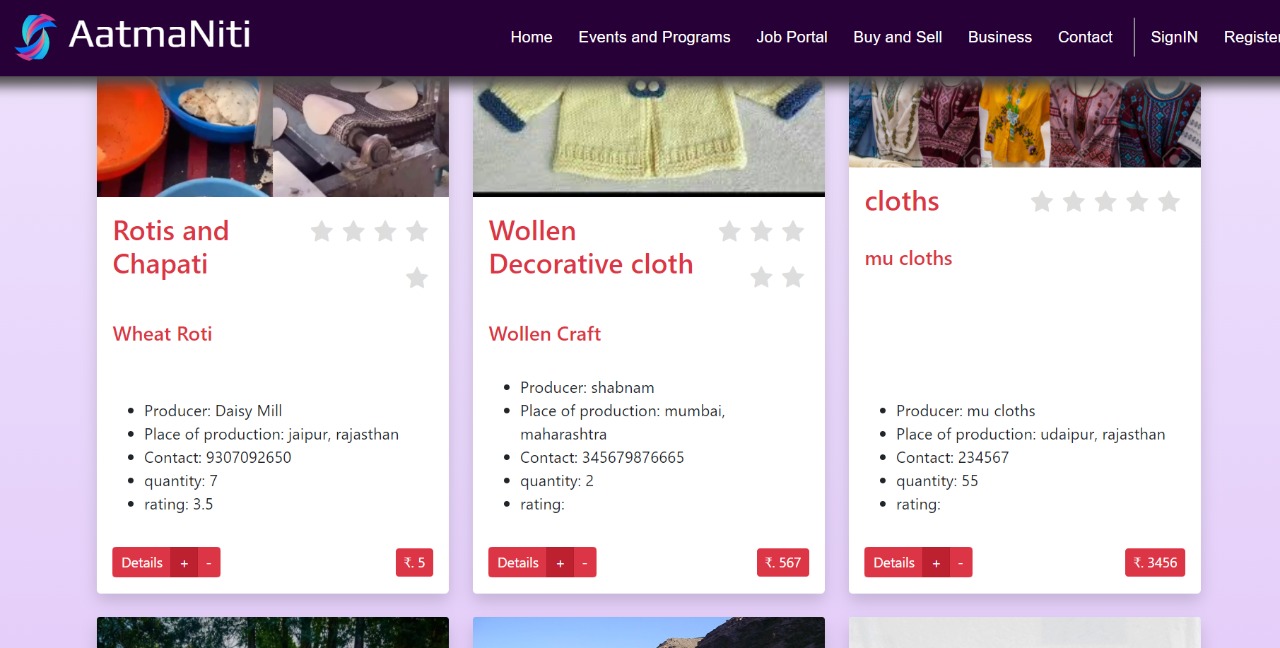 AatmaNiti
Home Events and Programs Job Portal Buy and Sell Business Contact SignIN Register
Rotis and
Chapati
Wheat Roti
Producer: Daisy Mill
Place of production: jaipur, rajasthan
Contact: 9307092650
quantity: 7
rating: 3.5
Details + -
₹. 5
Wollen
Decorative cloth
Wollen Craft
Producer: shabnam
Place of production: mumbai,
maharashtra
Contact: 345679876665
quantity: 2
rating:
Details + -
₹. 567
cloths
mu cloths
Producer: mu cloths
Place of production: udaipur, rajasthan
Contact: 234567
quantity: 55
rating:
Details + -
₹. 3456